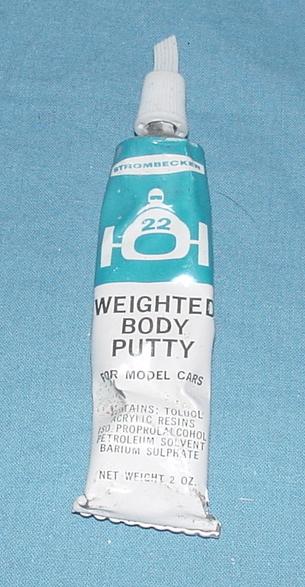 STROMBECKER
22
WEIGHTED
BODY
PUTTY
FOR MODEL CARS
TOLUOL
ACRYLIC RESINS
ISO. PROPROLALCOHOL
PETROLEUM SOLVENT
BARIUM SULPHATE
NET WEIGHT 2 OZ.